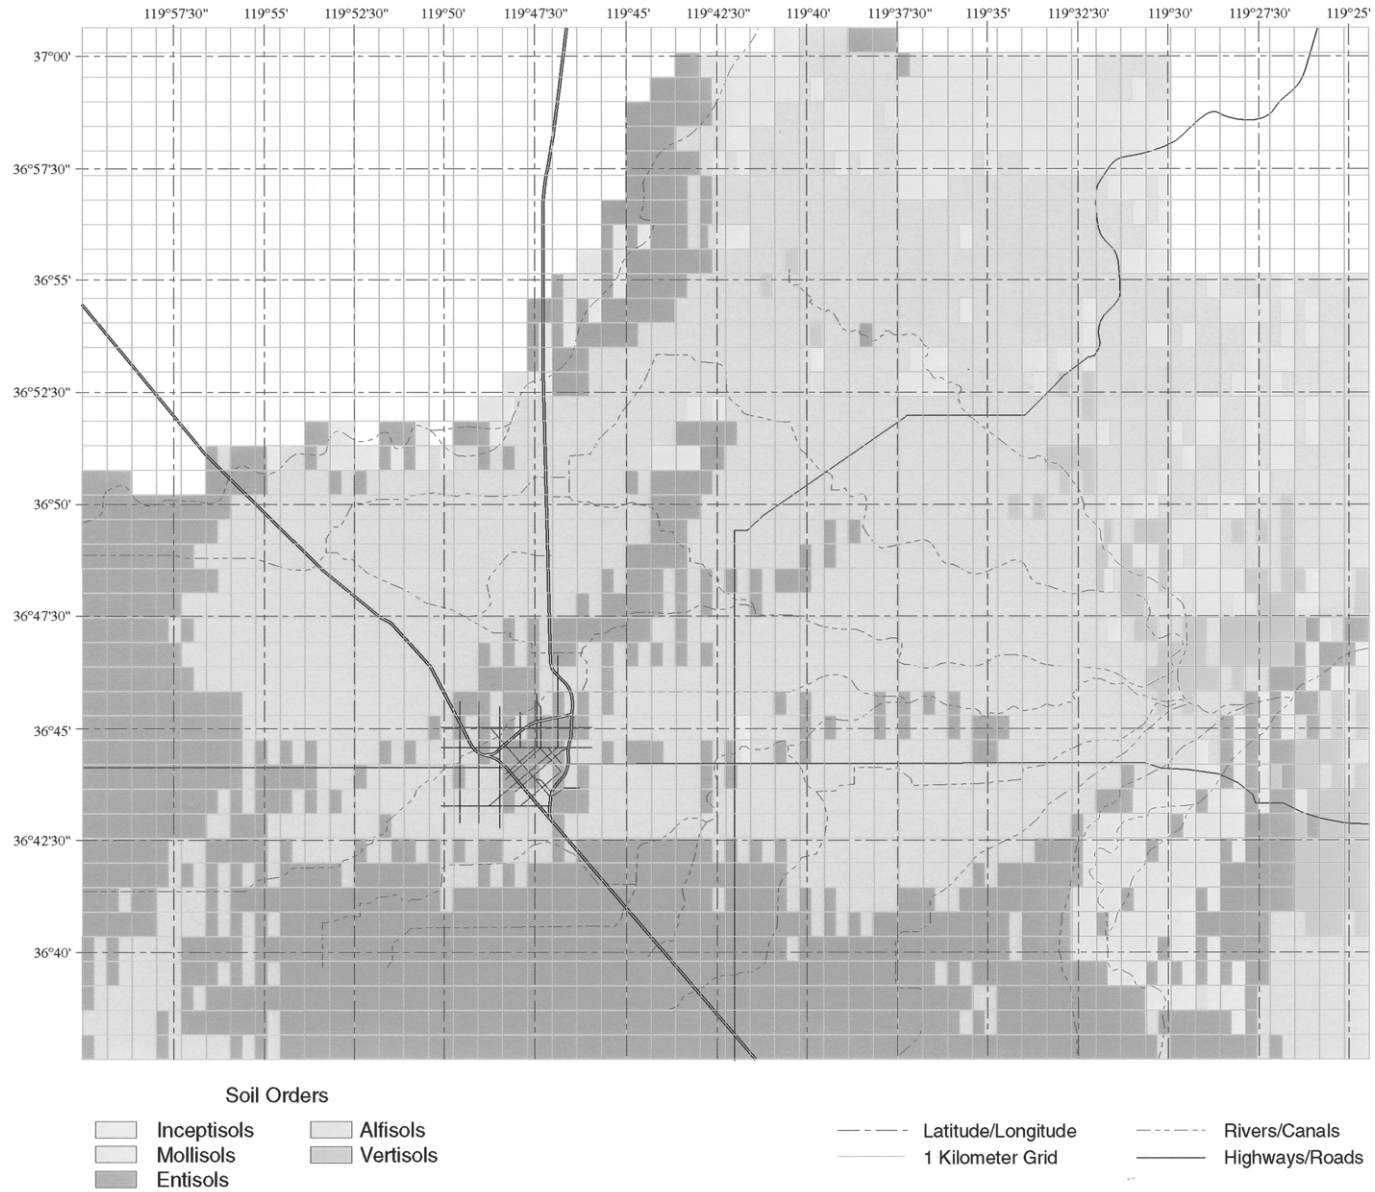 119°57'30" 119°55' 119°52'30" 119°50' 119°47'30" 119°45' 119°42'30" 119°40' 119°37'30" 119°35' 119°32'30" 119°30' 119°27'30" 119°25'
37°00'
36°57'30"
36°55'
36°52'30"
36°50'
36°47'30"
36°45'
36°42'30"
36°40'
Soil Orders
Inceptisols Alfisols
Mollisols Vertisols
Entisols
Latitude/Longitude Rivers/Canals
1 Kilometer Grid Highways/Roads